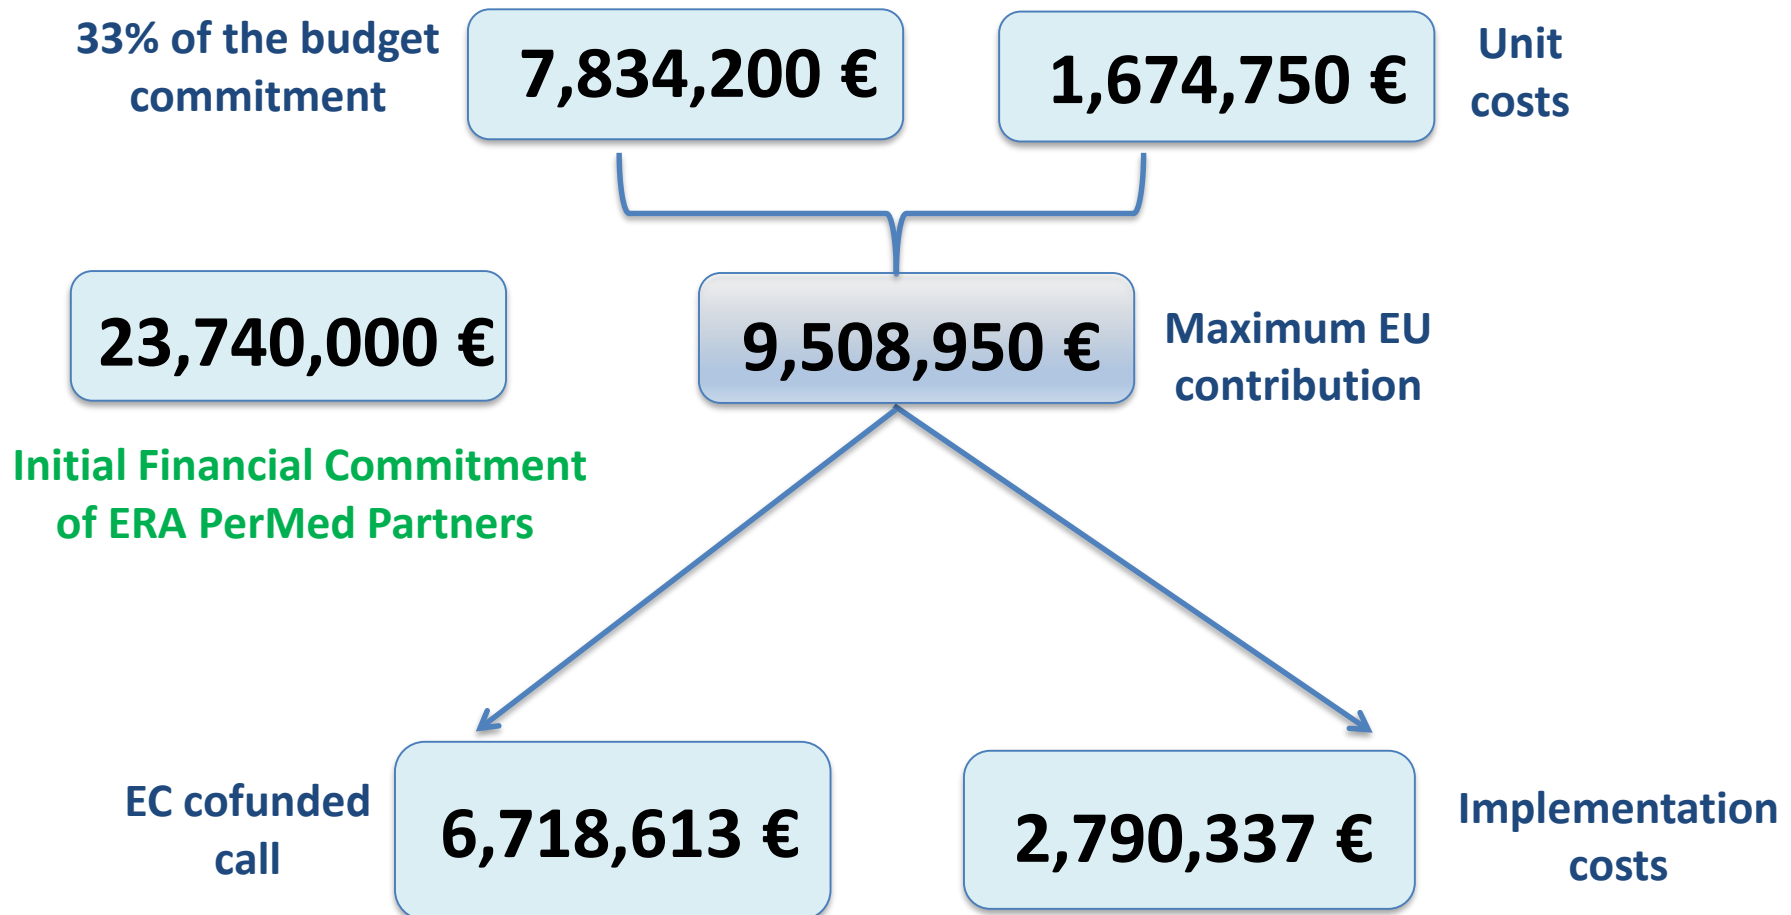 33% of the budget
commitment
7,834,200 €
1,674,750 €
Unit
costs
23,740,000 €
Initial Financial Commitment
of ERA PerMed Partners
9,508,950 €
Maximum EU
contribution
EC cofunded
call
6,718,613 €
2,790,337 €
Implementation
costs